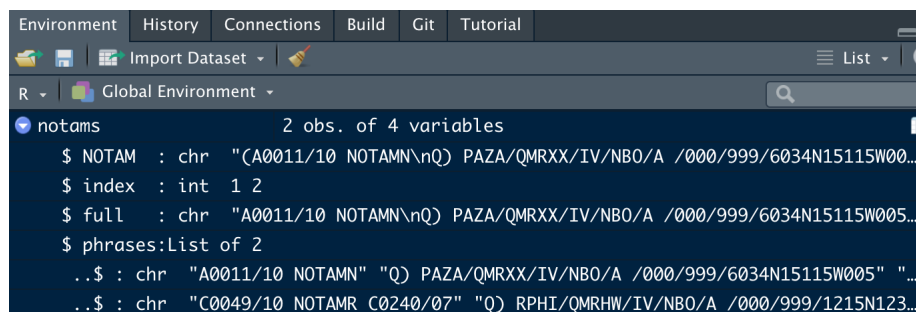 Environment History Connections Build Git Tutorial
Import Dataset List
R Global Environment
notams 2 obs. of 4 variables
$ NOTAM : chr "(A0011/10 NOTAMN\nQ) PAZA/QMRXX/IV/NBO/A /000/999/6034N15115W00…
$ index : int 1 2
$ full : chr "A0011/10 NOTAMN\nQ) PAZA/QMRXX/IV/NBO/A /000/999/6034N15115W005…
$ phrases:List of 2
..$ : chr "A0011/10 NOTAMN" "Q) PAZA/QMRXX/IV/NBO/A /000/999/6034N15115W005" "…
..$ : chr "C0049/10 NOTAMR C0240/07" "Q) RPHI/QMRHW/IV/NBO/A /000/999/1215N123…